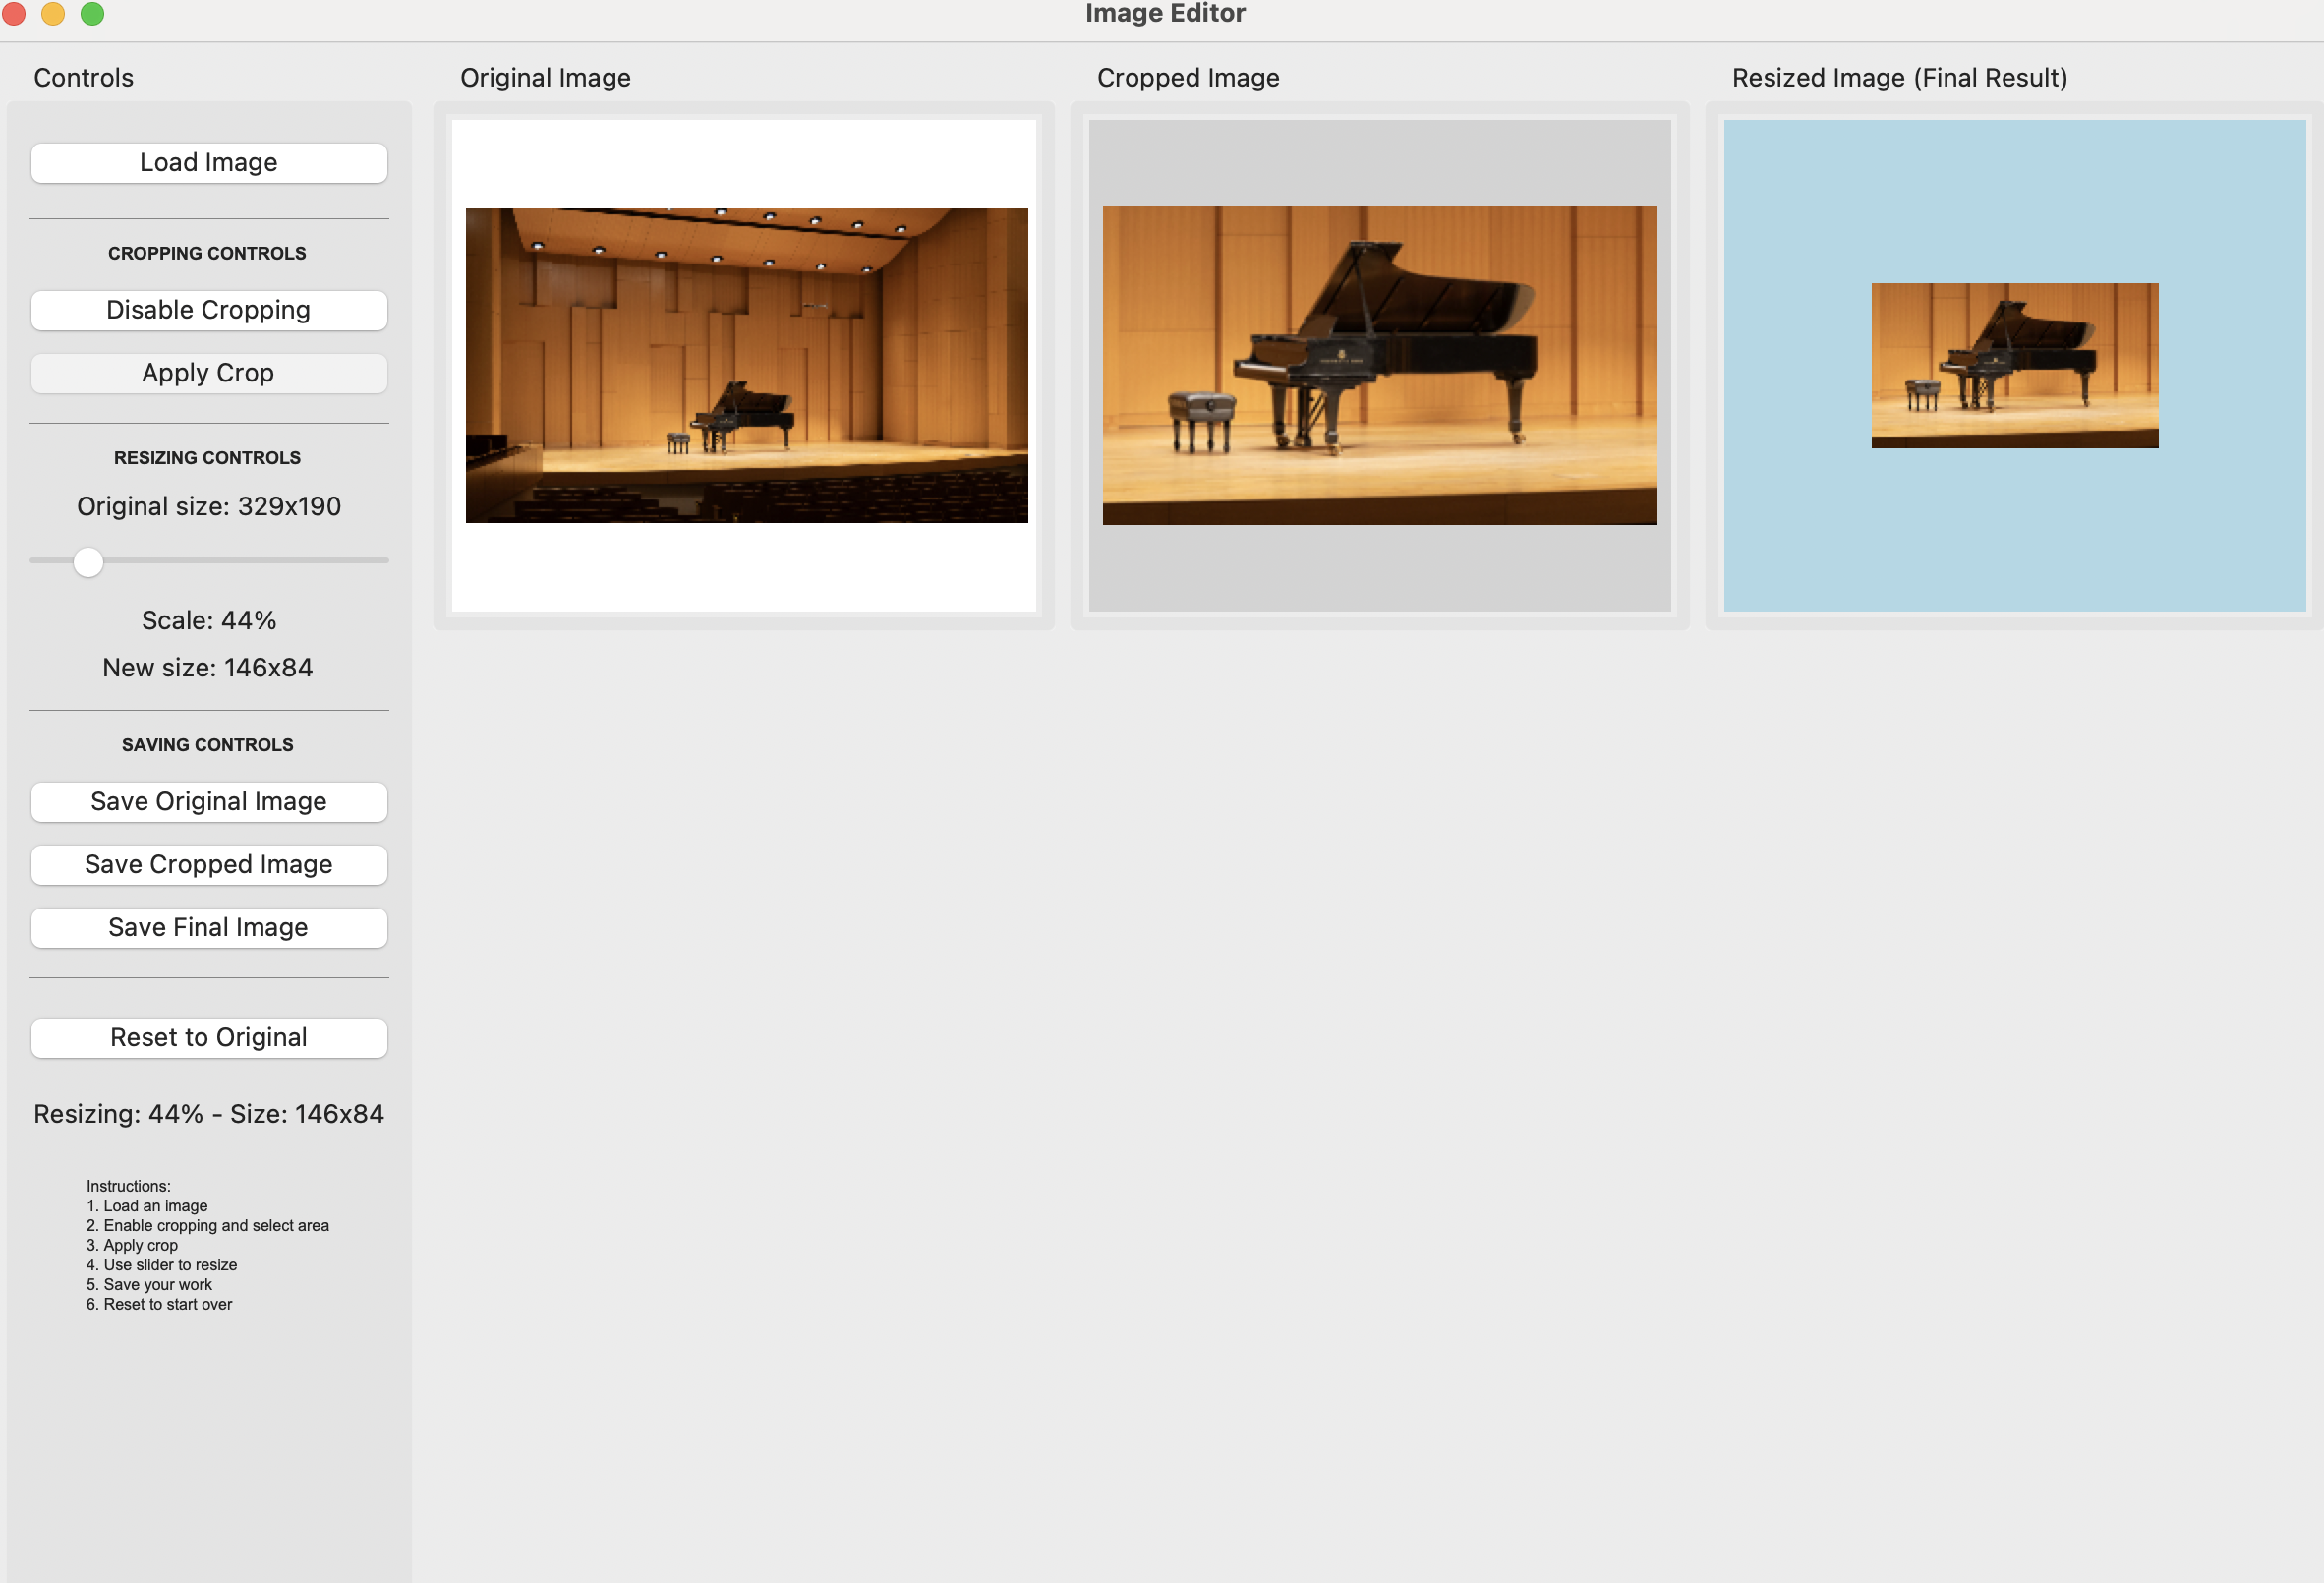 Image Editor
Controls
Load Image
CROPPING CONTROLS
Disable Cropping
Apply Crop
RESIZING CONTROLS
Original size: 329x190
Scale: 44%
New size: 146x84
SAVING CONTROLS
Save Original Image
Save Cropped Image
Save Final Image
Reset to Original
Resizing: 44% - Size: 146x84
Instructions:
1. Load an image
2. Enable cropping and select area
3. Apply crop
4. Use slider to resize
5. Save your work
6. Reset to start over
Original Image
Cropped Image
Resized Image (Final Result)